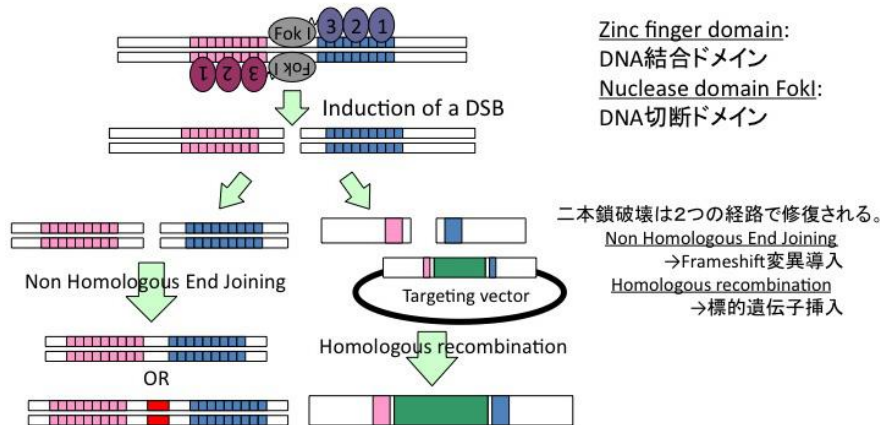 Fok I
3 2 1
1 2 3
Fok I
Induction of a DSB
Zinc finger domain:
DNA結合ドメイン
Nuclease domain FokI:
DNA切断ドメイン
Non Homologous End Joining
OR
Targeting vector
Homologous recombination
二本鎖破壊は2つの経路で修復される。
Non Homologous End Joining
→Frameshift変異導入
Homologous recombination
→標的遺伝子挿入